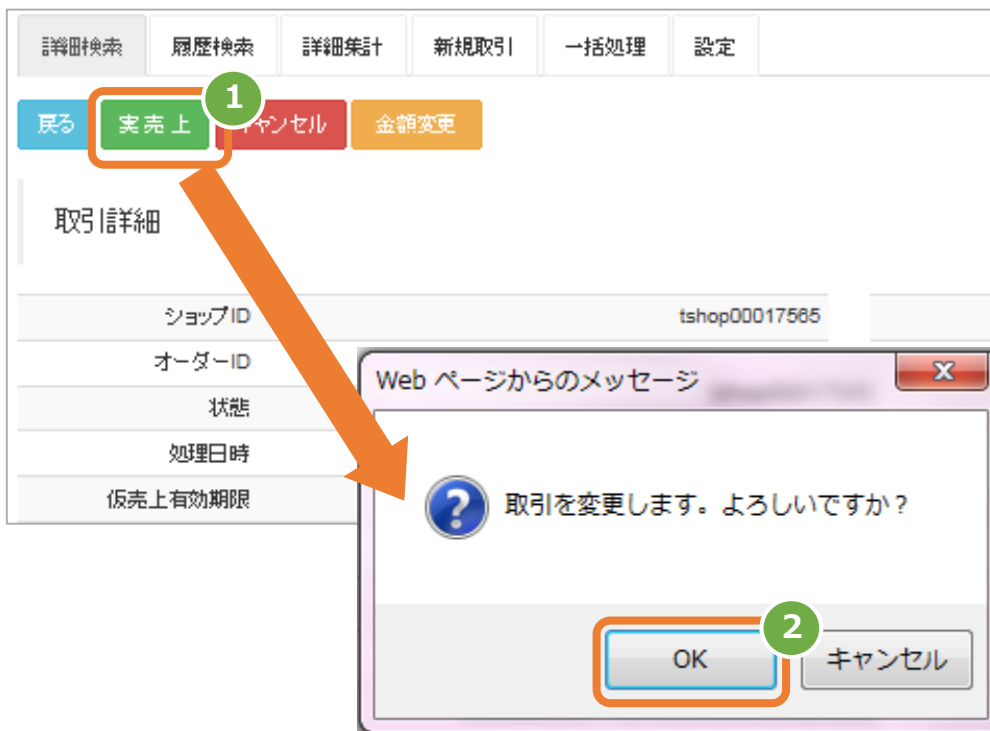 詳細検索 履歴検索 詳細集計 新規取引 一括処理 設定
1
戻る 実売上 キャンセル 金額変更
取引詳細
ショップID tshop00017565
オーダーID
状態
処理日時
仮売上有効期限
Web ページからのメッセージ
取引を変更します。よろしいですか？
2
OK キャンセル